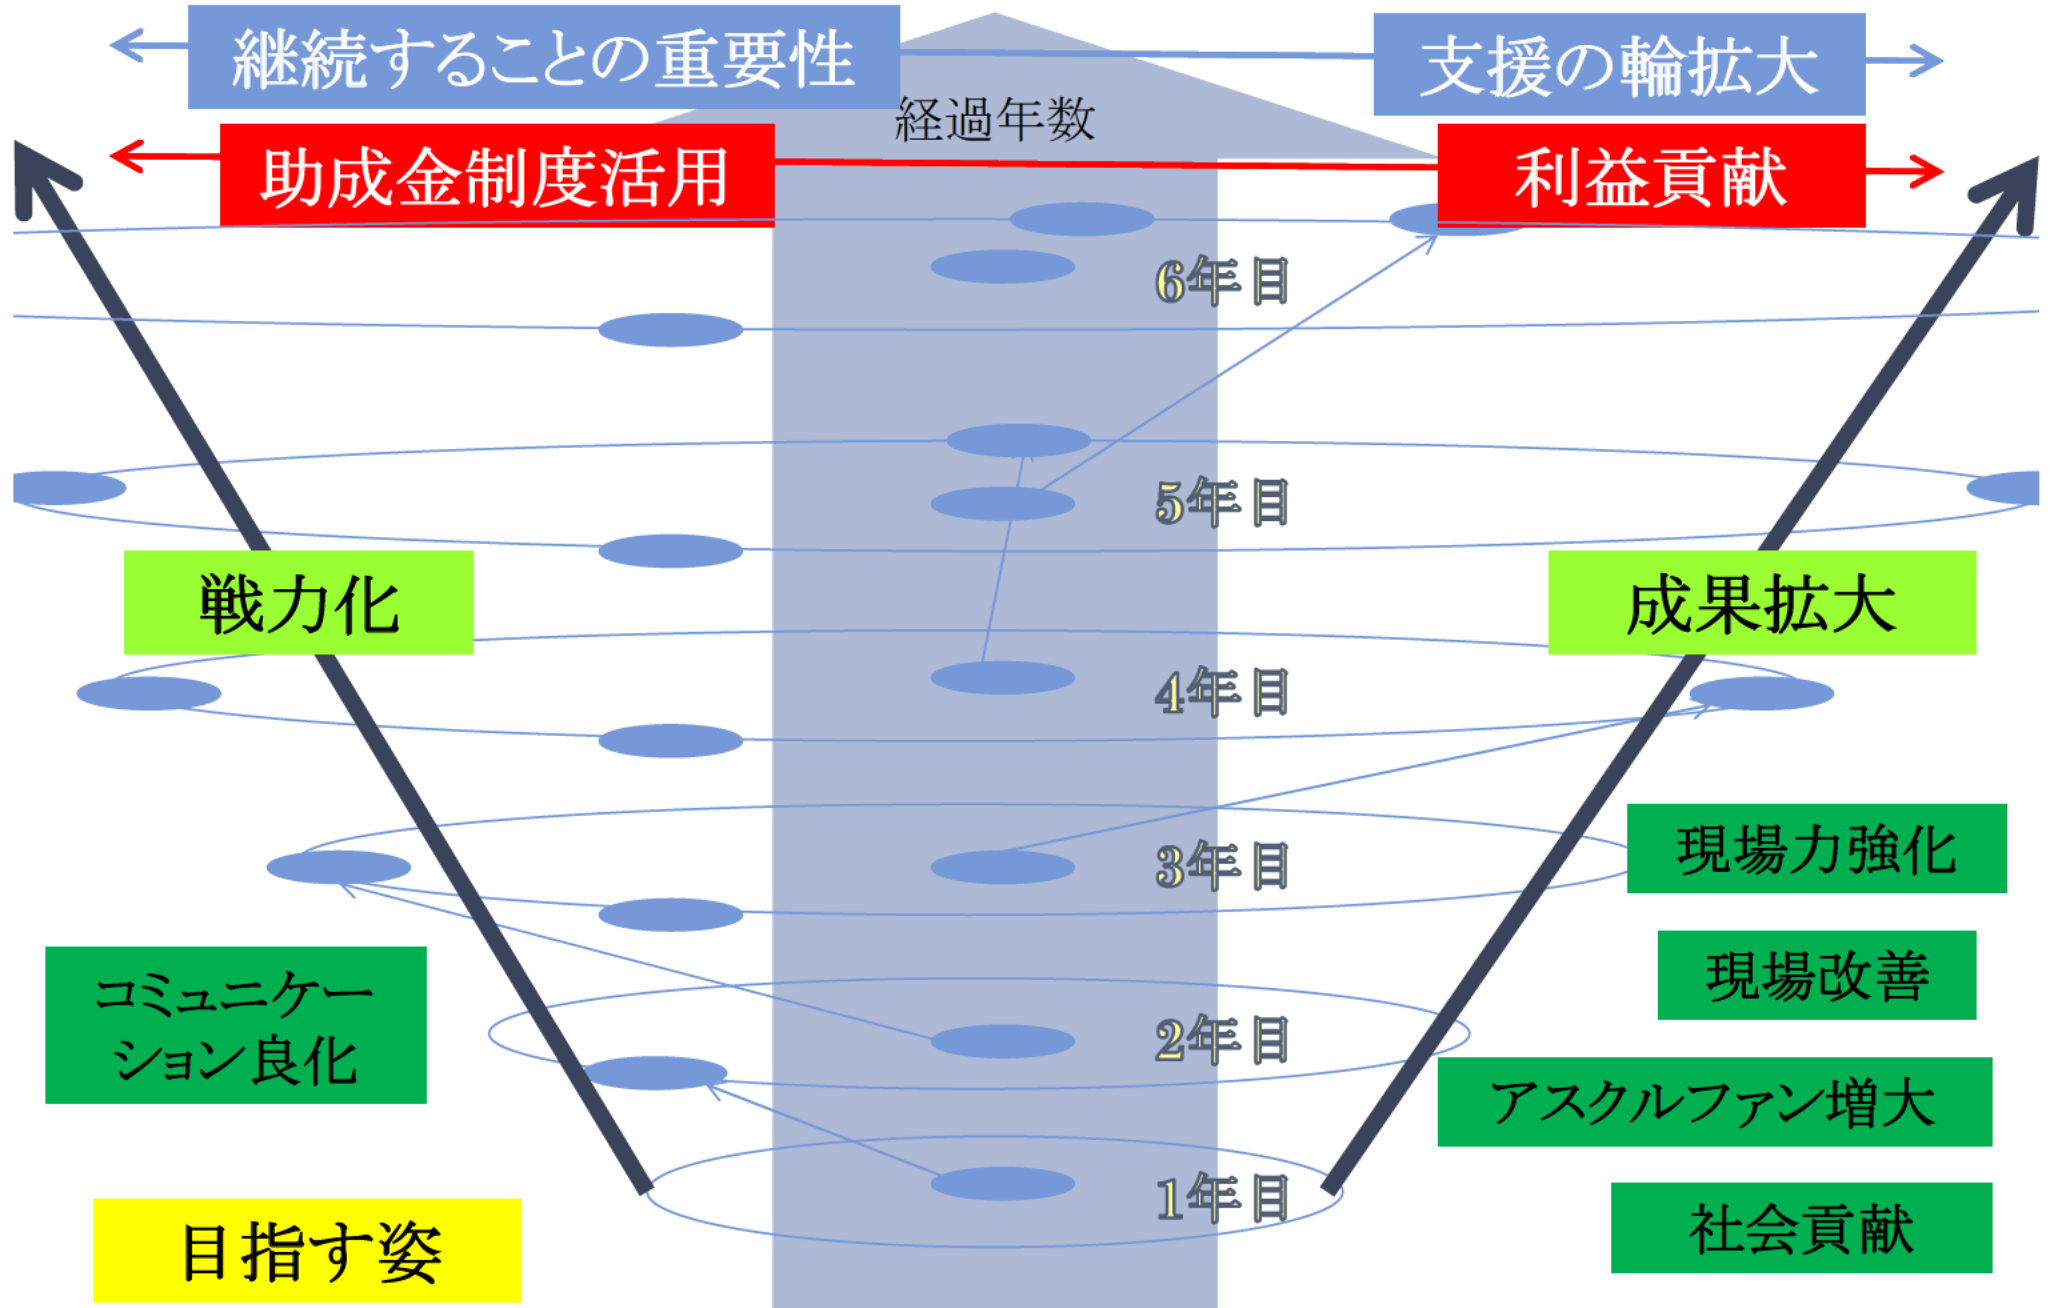 継続することの重要性
支援の輪拡大
経過年数
助成金制度活用
利益貢献
6年目
5年目
戦力化
成果拡大
4年目
3年目
現場力強化
コミュニケー
ション良化
現場改善
2年目
アスクルファン増大
1年目
社会貢献
目指す姿